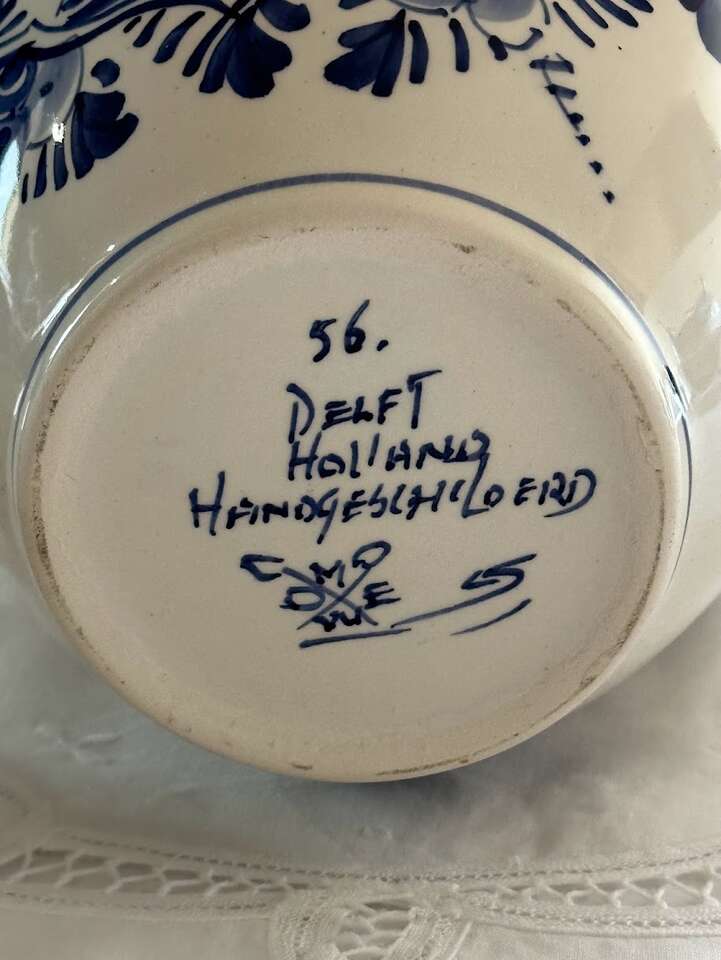 56.
DELFT
HOLLAND
HANDGESCHILDERD